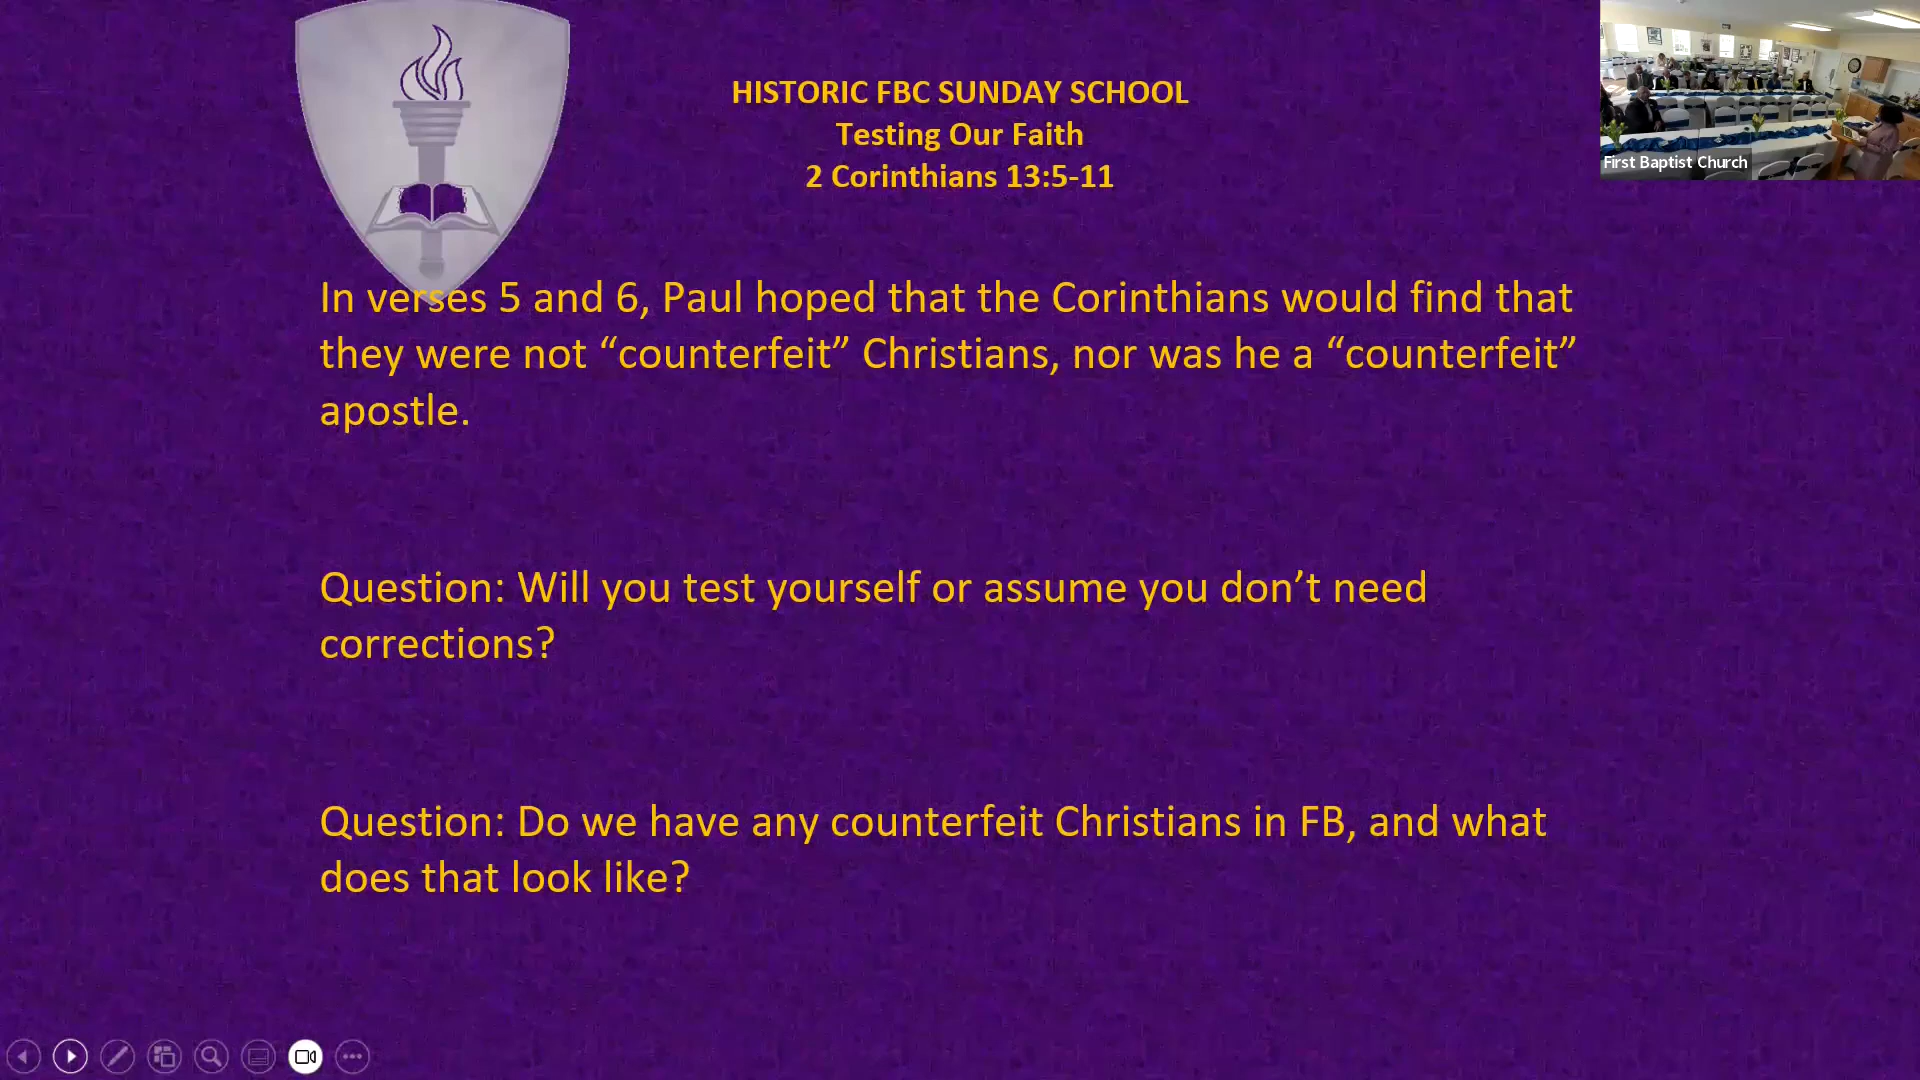 HISTORIC FBC SUNDAY SCHOOL
Testing Our Faith
2 Corinthians 13:5-11
First Baptist Church
In verses 5 and 6, Paul hoped that the Corinthians would find that
they were not “counterfeit” Christians, nor was he a “counterfeit”
apostle.
Question: Will you test yourself or assume you don’t need
corrections?
Question: Do we have any counterfeit Christians in FB, and what
does that look like?